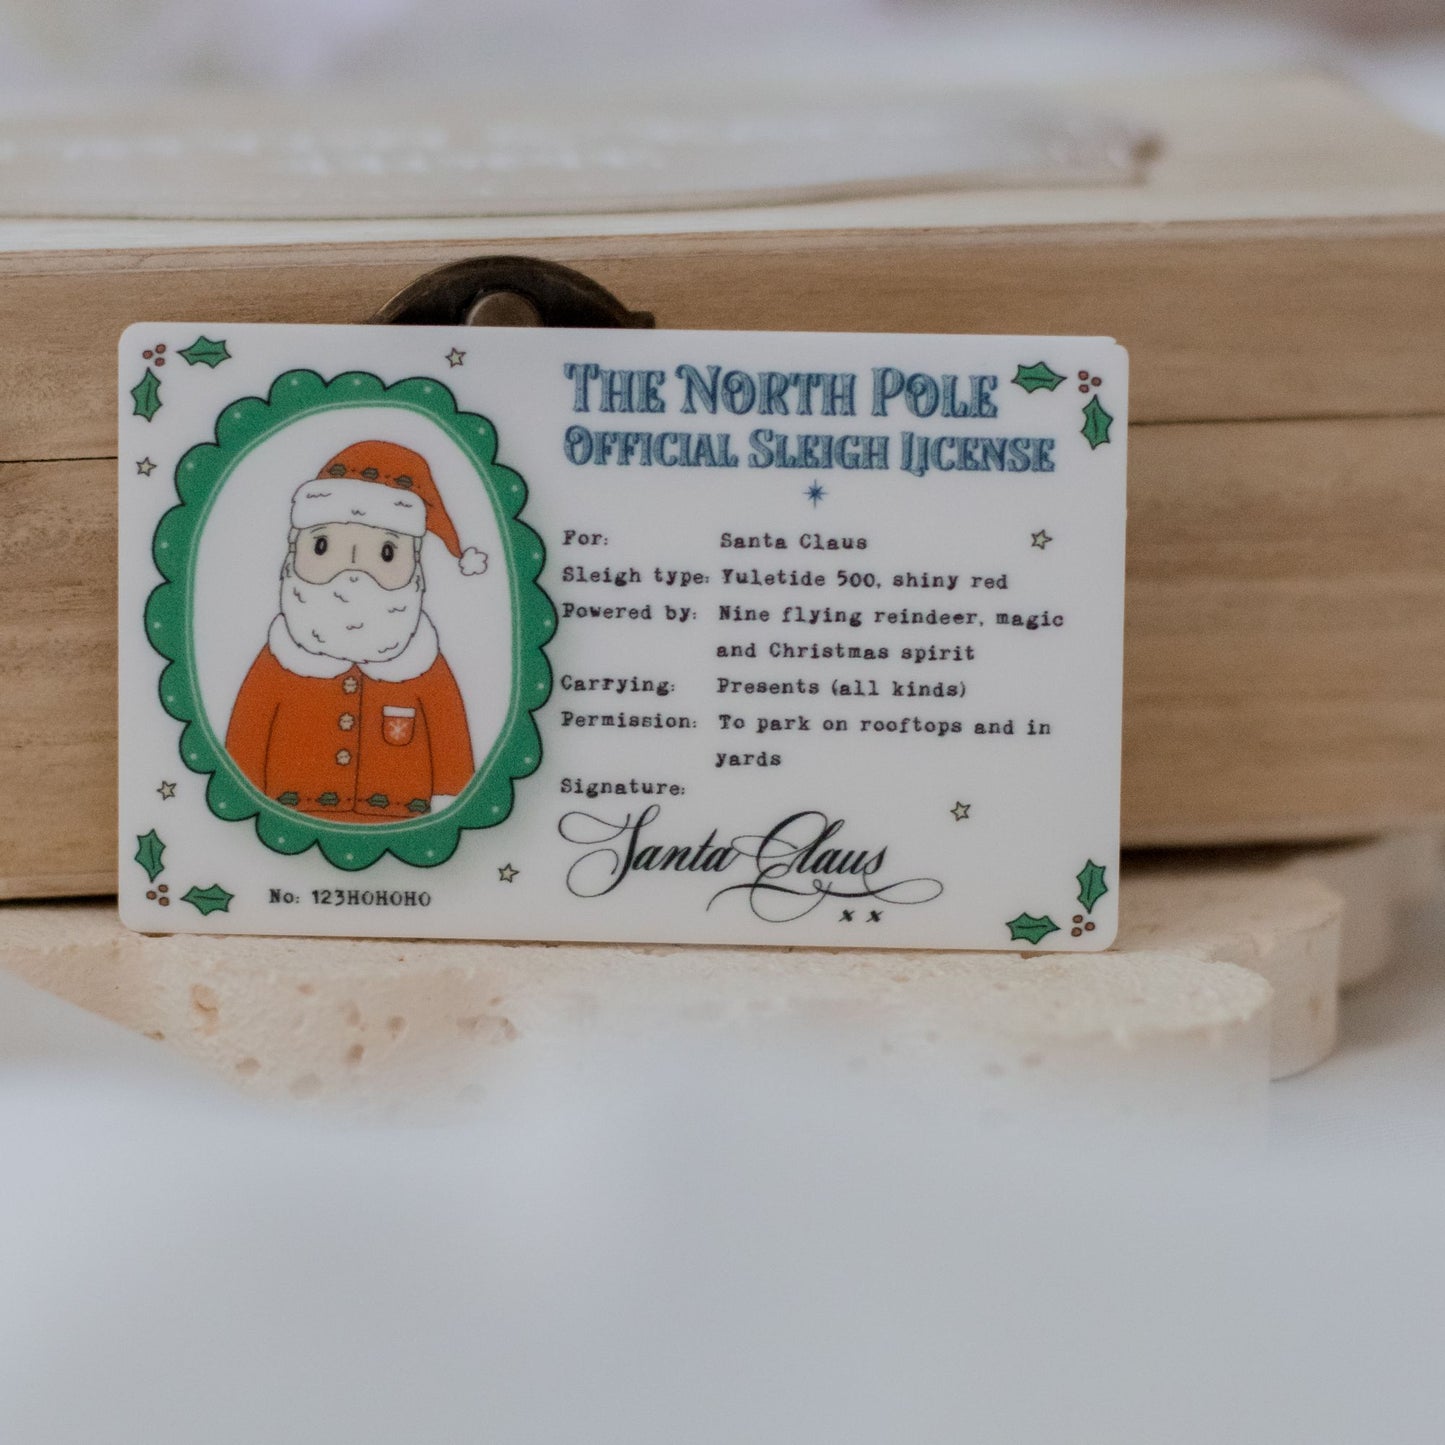 THE NORTH POLE
OFFICIAL SLEIGH LICENSE
For: Santa Claus
Sleigh type: Yuletide 500, shiny red
Powered by: Nine flying reindeer, magic
and Christmas spirit
Carrying: Presents (all kinds)
Permission: To park on rooftops and in
yards
Signature:
Santa Claus
x x
No: 123HOHOHO